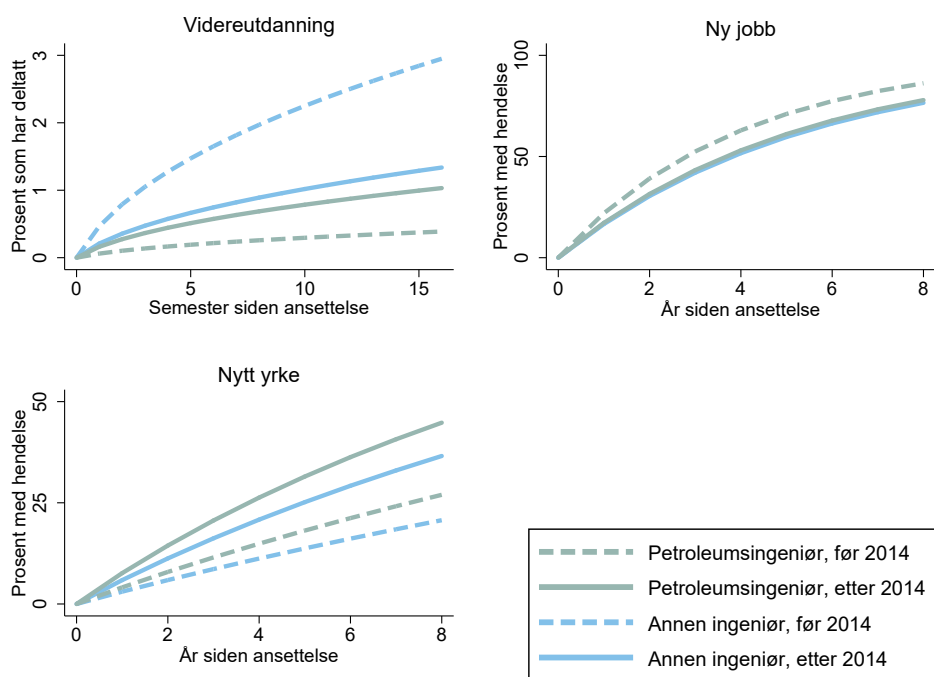 Videreutdanning
Prosent som har deltatt
3
2
1
0
0 5 10 15
Semester siden ansettelse
Ny jobb
Prosent med hendelse
100
50
0
0 2 4 6 8
År siden ansettelse
Nytt yrke
Prosent med hendelse
50
25
0
0 2 4 6 8
År siden ansettelse
Petroleumsingeniør, før 2014
Petroleumsingeniør, etter 2014
Annen ingeniør, før 2014
Annen ingeniør, etter 2014